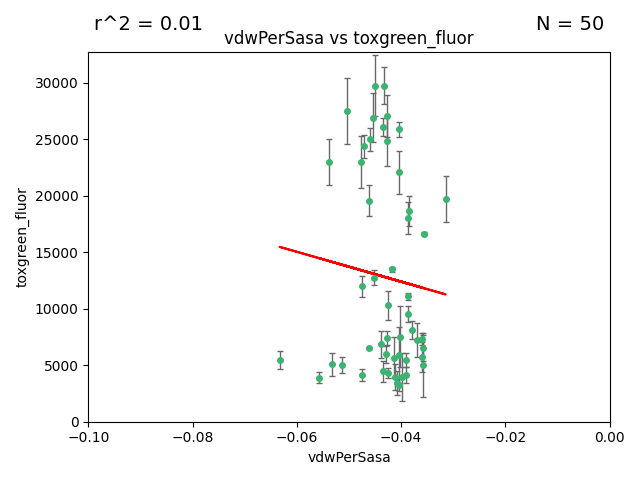 r^2 = 0.01
N = 50
vdwPerSasa vs toxgreen_fluor
toxgreen_fluor
30000
25000
20000
15000
10000
5000
0
−0.10
−0.08
−0.06
−0.04
−0.02
0.00
vdwPerSasa